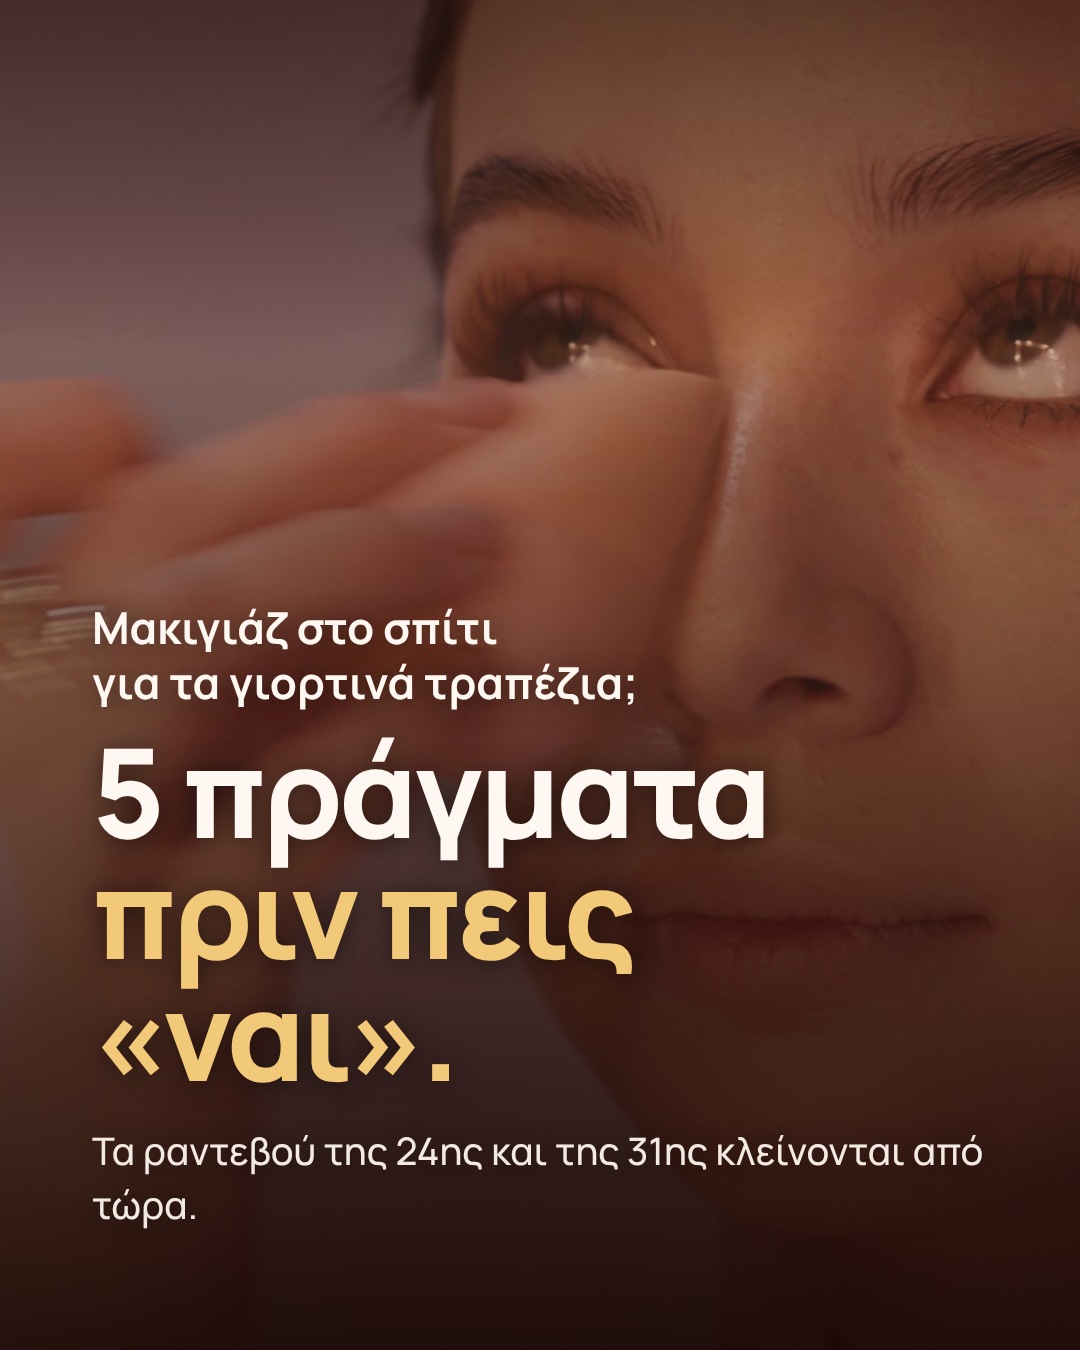 Μακιγιάζ στο σπίτι
για τα γιορτινά τραπέζια;
5 πράγματα
πριν πεις
«ναι».
Τα ραντεβού της 24ης και της 31ης κλείνονται από
τώρα.